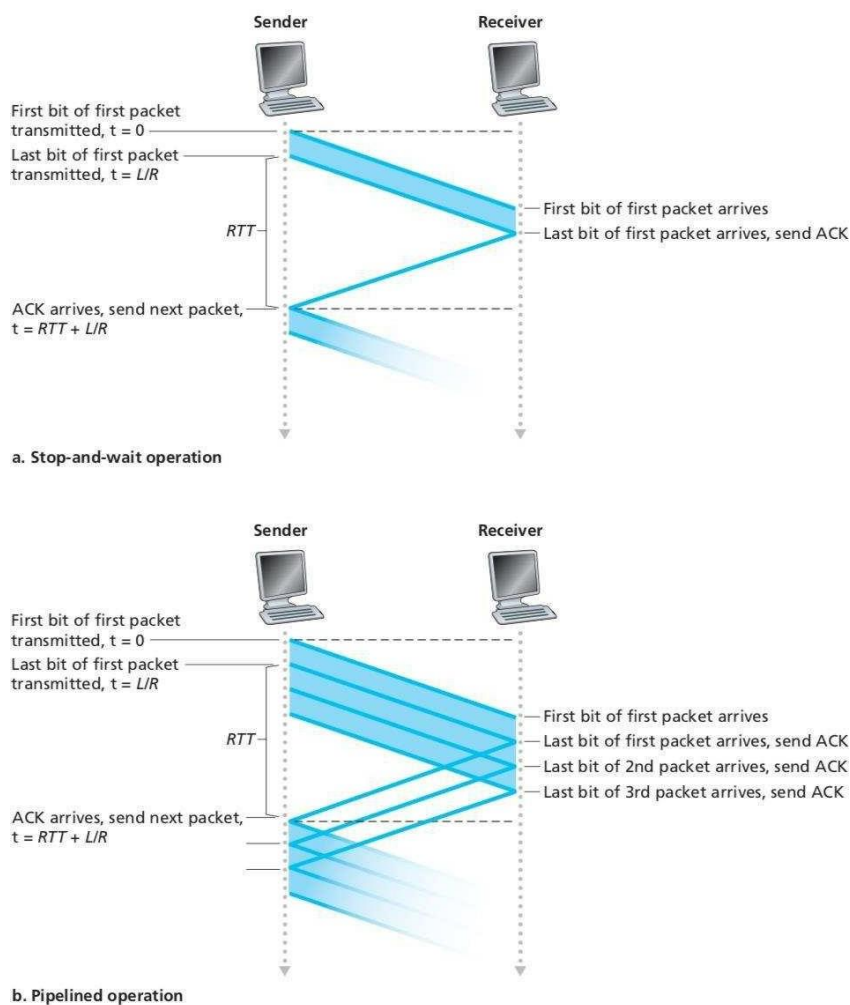 Sender
Receiver
First bit of first packet
transmitted, t = 0
Last bit of first packet
transmitted, t = L/R
First bit of first packet arrives
Last bit of first packet arrives, send ACK
RTT
ACK arrives, send next packet,
t = RTT + L/R
a. Stop-and-wait operation
Sender
Receiver
First bit of first packet
transmitted, t = 0
Last bit of first packet
transmitted, t = L/R
First bit of first packet arrives
RTT
Last bit of first packet arrives, send ACK
Last bit of 2nd packet arrives, send ACK
Last bit of 3rd packet arrives, send ACK
ACK arrives, send next packet,
t = RTT + L/R
b. Pipelined operation